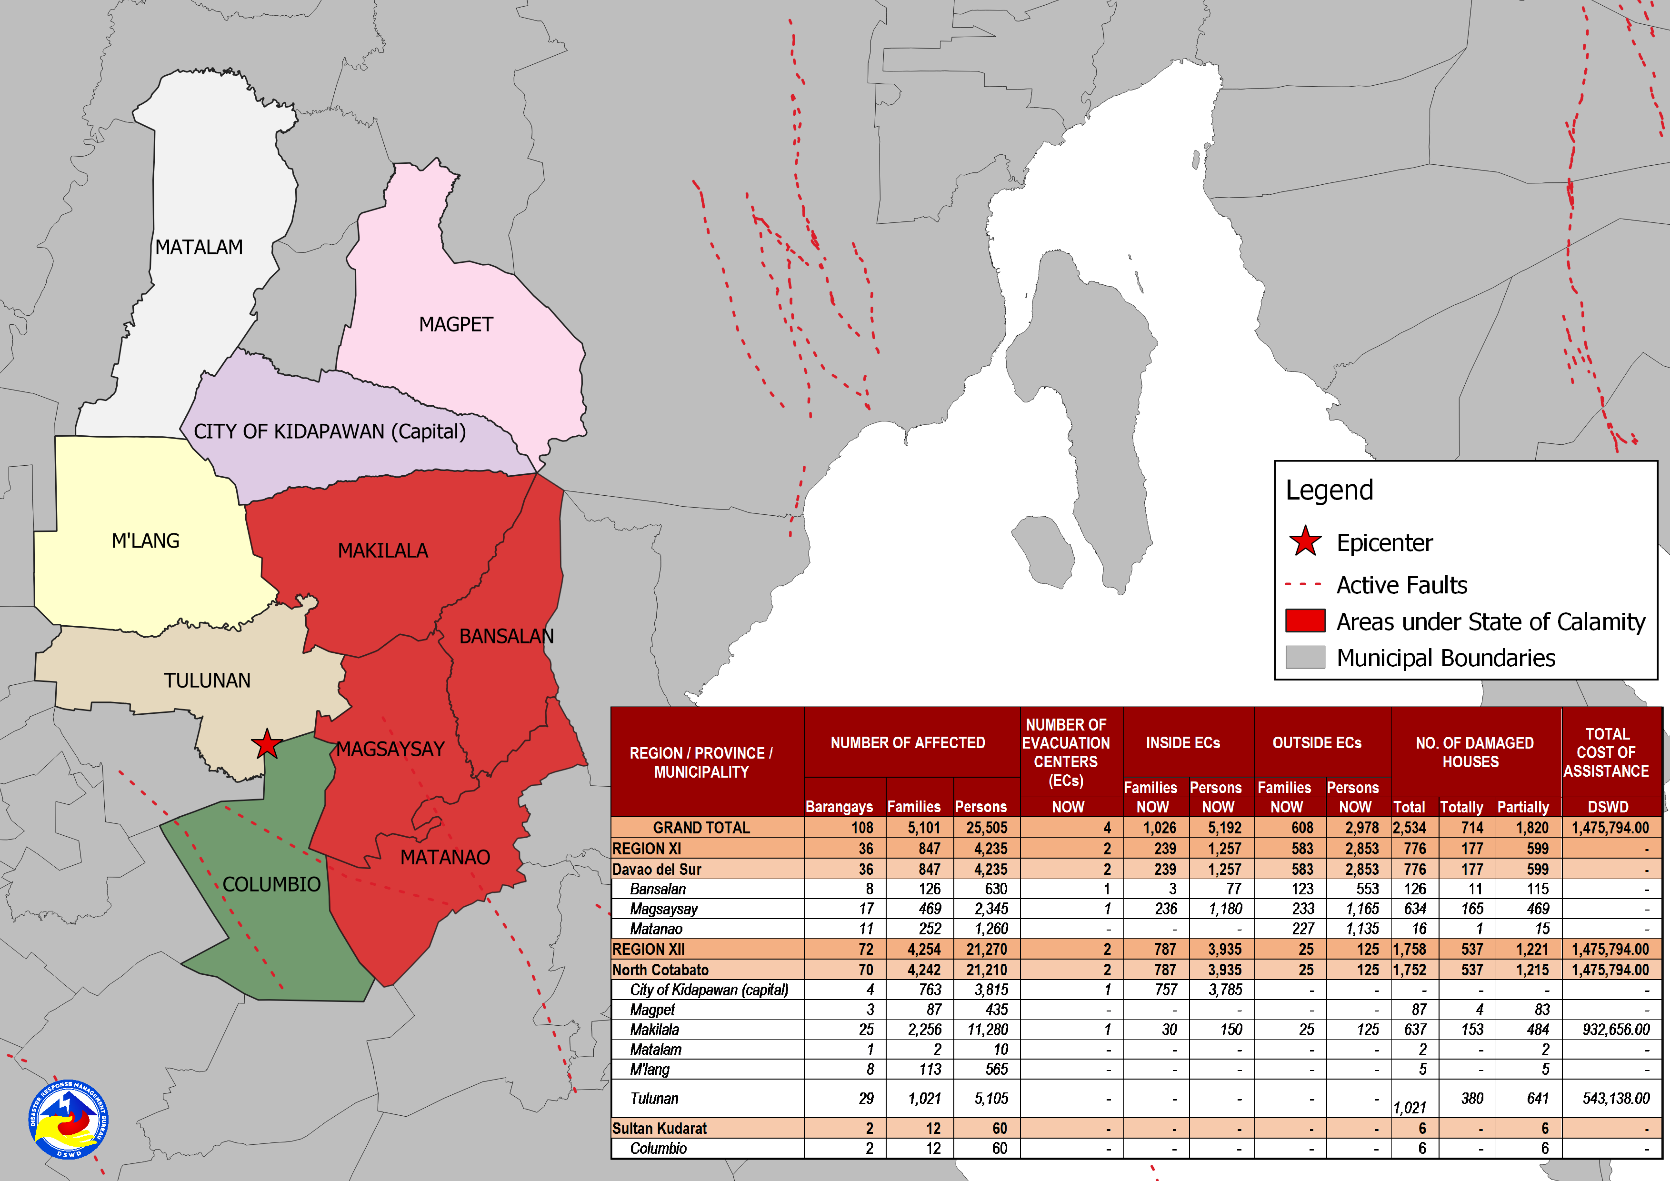 MATALAM
MAGPET
CITY OF KIDAPAWAN (Capital)
M'LANG
MAKILALA
BANSALAN
TULUNAN
MAGSAYSAY
MATANAO
COLUMBIO
Legend
Epicenter
Active Faults
Areas under State of Calamity
Municipal Boundaries
REGION / PROVINCE / MUNICIPALITY NUMBER OF AFFECTED NUMBER OF EVACUATION CENTERS (ECs) INSIDE ECs OUTSIDE ECs NO. OF DAMAGED HOUSES TOTAL COST OF ASSISTANCE
Families Persons Families Persons
Barangays Families Persons NOW NOW NOW NOW NOW Total Totally Partially DSWD
GRAND TOTAL 108 5,101 25,505 4 1,026 5,192 608 2,978 2,534 714 1,820 1,475,794.00
REGION XI 36 847 4,235 2 239 1,257 583 2,853 776 177 599 -
Davao del Sur 36 847 4,235 2 239 1,257 583 2,853 776 177 599 -
Bansalan 8 126 630 1 3 77 123 553 126 11 115 -
Magsaysay 17 469 2,345 1 236 1,180 233 1,165 634 165 469 -
Matanao 11 252 1,260 - - - 227 1,135 16 1 15 -
REGION XII 72 4,254 21,270 2 787 3,935 25 125 1,758 537 1,221 1,475,794.00
North Cotabato 70 4,242 21,210 2 787 3,935 25 125 1,752 537 1,215 1,475,794.00
City of Kidapawan (capital) 4 763 3,815 1 757 3,785 - - - - - -
Magpet 3 87 435 - - - - - 87 4 83 -
Makilala 25 2,256 11,280 1 30 150 25 125 637 153 484 932,656.00
Matalam 1 2 10 - - - - - 2 - 2 -
M'lang 8 113 565 - - - - - 5 - 5 -
Tulunan 29 1,021 5,105 - - - - - 1,021 380 641 543,138.00
Sultan Kudarat 2 12 60 - - - - - 6 - 6 -
Columbio 2 12 60 - - - - - 6 - 6 -
DISASTER RESPONSE MANAGEMENT BUREAU
DSWD